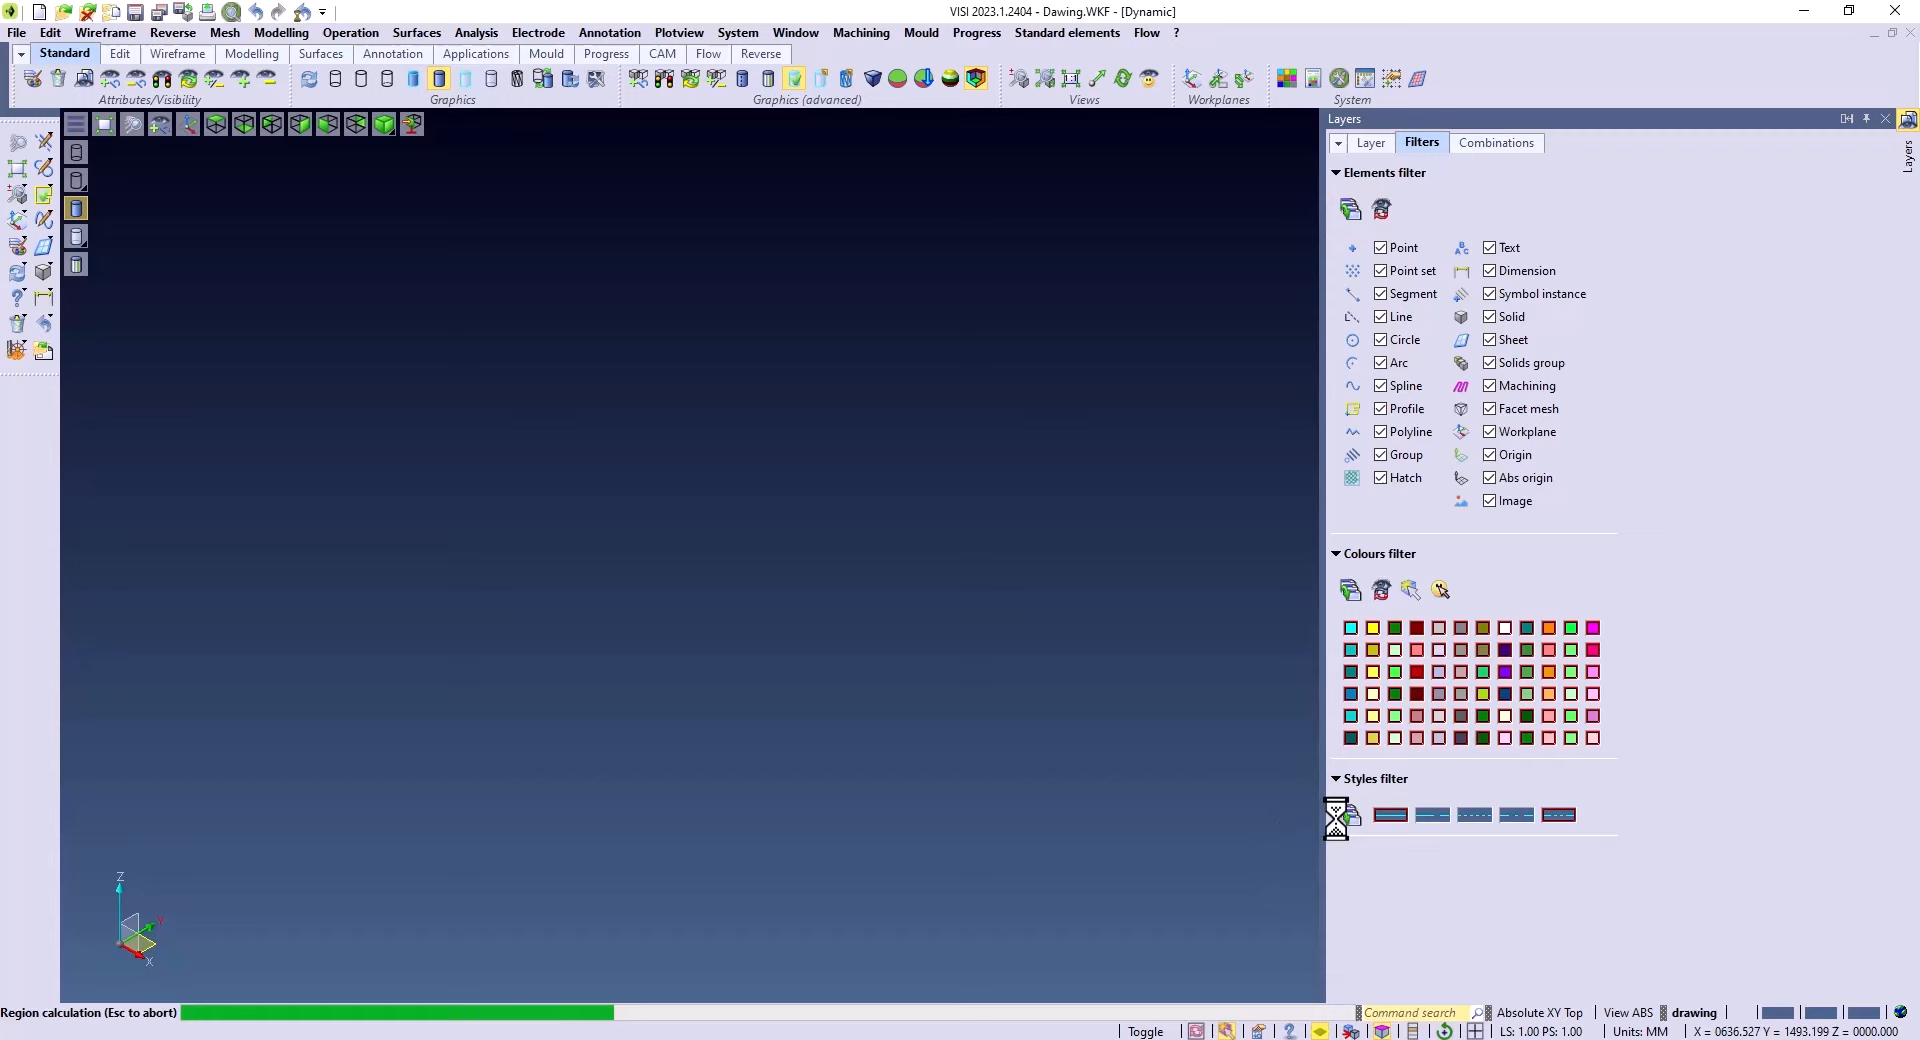 VISI 2023.1.2404 - Dawing.WKF - [Dynamic]
File Edit Wireframe Reverse Mesh Modelling Operation Surfaces Analysis Electrode Annotation Plotview System Window Machining Mould Progress Standard elements Flow ?
Standard Edit Wireframe Modelling Surfaces Annotation Applications Mould Progress CAM Flow Reverse
Attributes/Visibility Graphics Graphics (advanced) Views Workplanes System
Layers
Layer Filters Combinations
Layers
Elements filter
Point Text
Point set Dimension
Segment Symbol instance
Line Solid
Circle Sheet
Arc Solids group
Spline Machining
Profile Facet mesh
Polyline Workplane
Group Origin
Hatch Abs origin
Image
Colours filter
Styles filter
Z
Y
X
Region calculation (Esc to abort) Command search Absolute XY Top View ABS drawing
Toggle LS: 1.00 PS: 1.00 Units: MM X = 0636.527 Y = 1493.199 Z = 0000.000